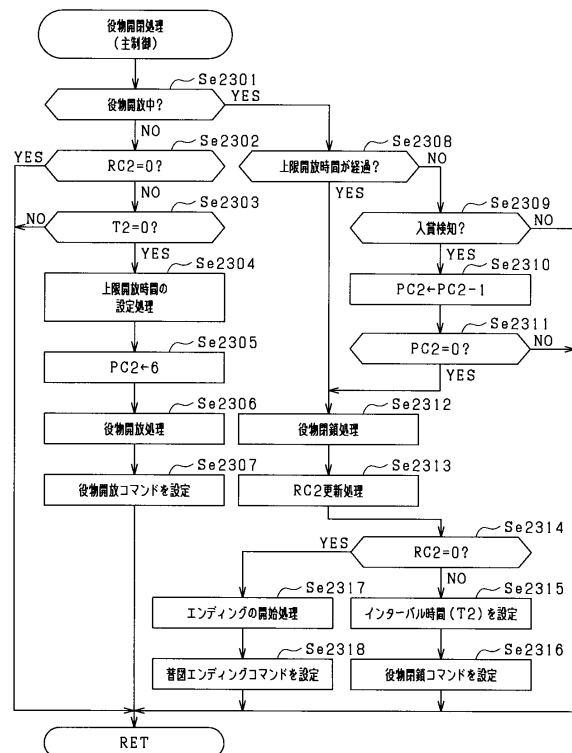 役物開閉処理
(主制御)
Se2301
役物開放中?
YES
NO
Se2302
YES
RC2=0?
NO
Se2303
NO
T2=0?
YES
Se2304
上限開放時間の
設定処理
Se2305
PC2←6
Se2306
役物開放処理
Se2307
役物開放コマンドを設定
Se2308
上限開放時間が経過?
NO
YES
Se2309
入賞検知?
NO
YES
Se2310
PC2←PC2-1
Se2311
PC2=0?
NO
YES
Se2312
役物閉鎖処理
Se2313
RC2更新処理
Se2314
YES
RC2=0?
NO
Se2317
エンディングの開始処理
Se2315
インターバル時間(T2)を設定
Se2318
普図エンディングコマンドを設定
Se2316
役物閉鎖コマンドを設定
RET